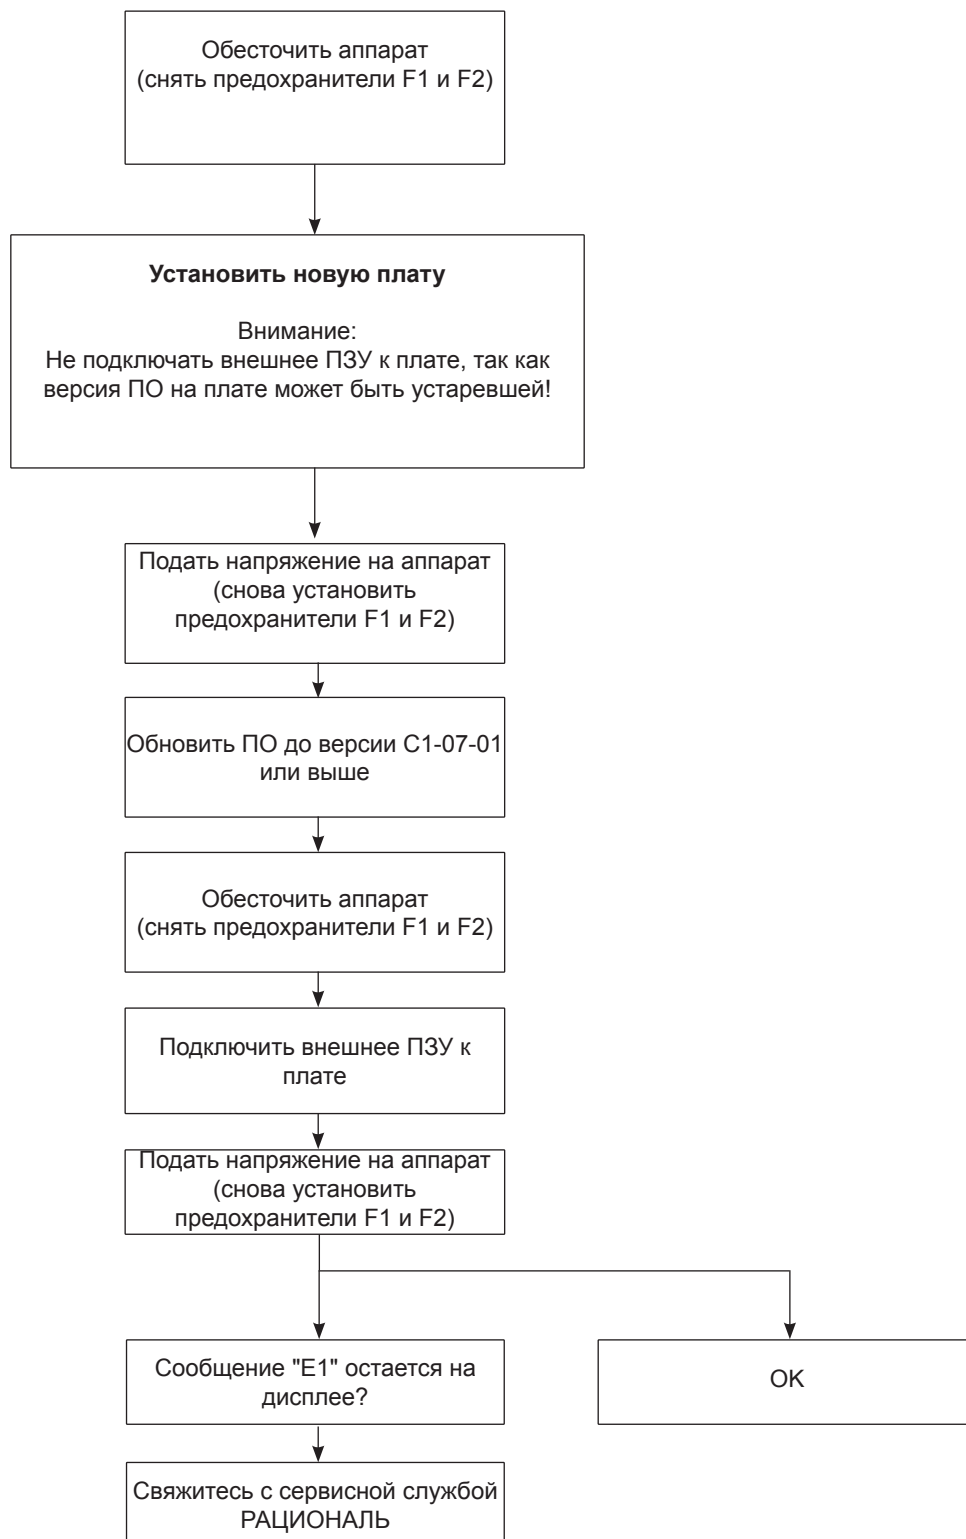 Обесточить аппарат
(снять предохранители F1 и F2)
Установить новую плату
Внимание:
Не подключать внешнее ПЗУ к плате, так как
версия ПО на плате может быть устаревшей!
Подать напряжение на аппарат
(снова установить
предохранители F1 и F2)
Обновить ПО до версии C1-07-01
или выше
Обесточить аппарат
(снять предохранители F1 и F2)
Подключить внешнее ПЗУ к
плате
Подать напряжение на аппарат
(снова установить
предохранители F1 и F2)
Сообщение "E1" остается на
дисплее?
OK
Свяжитесь с сервисной службой
РАЦИОНАЛЬ